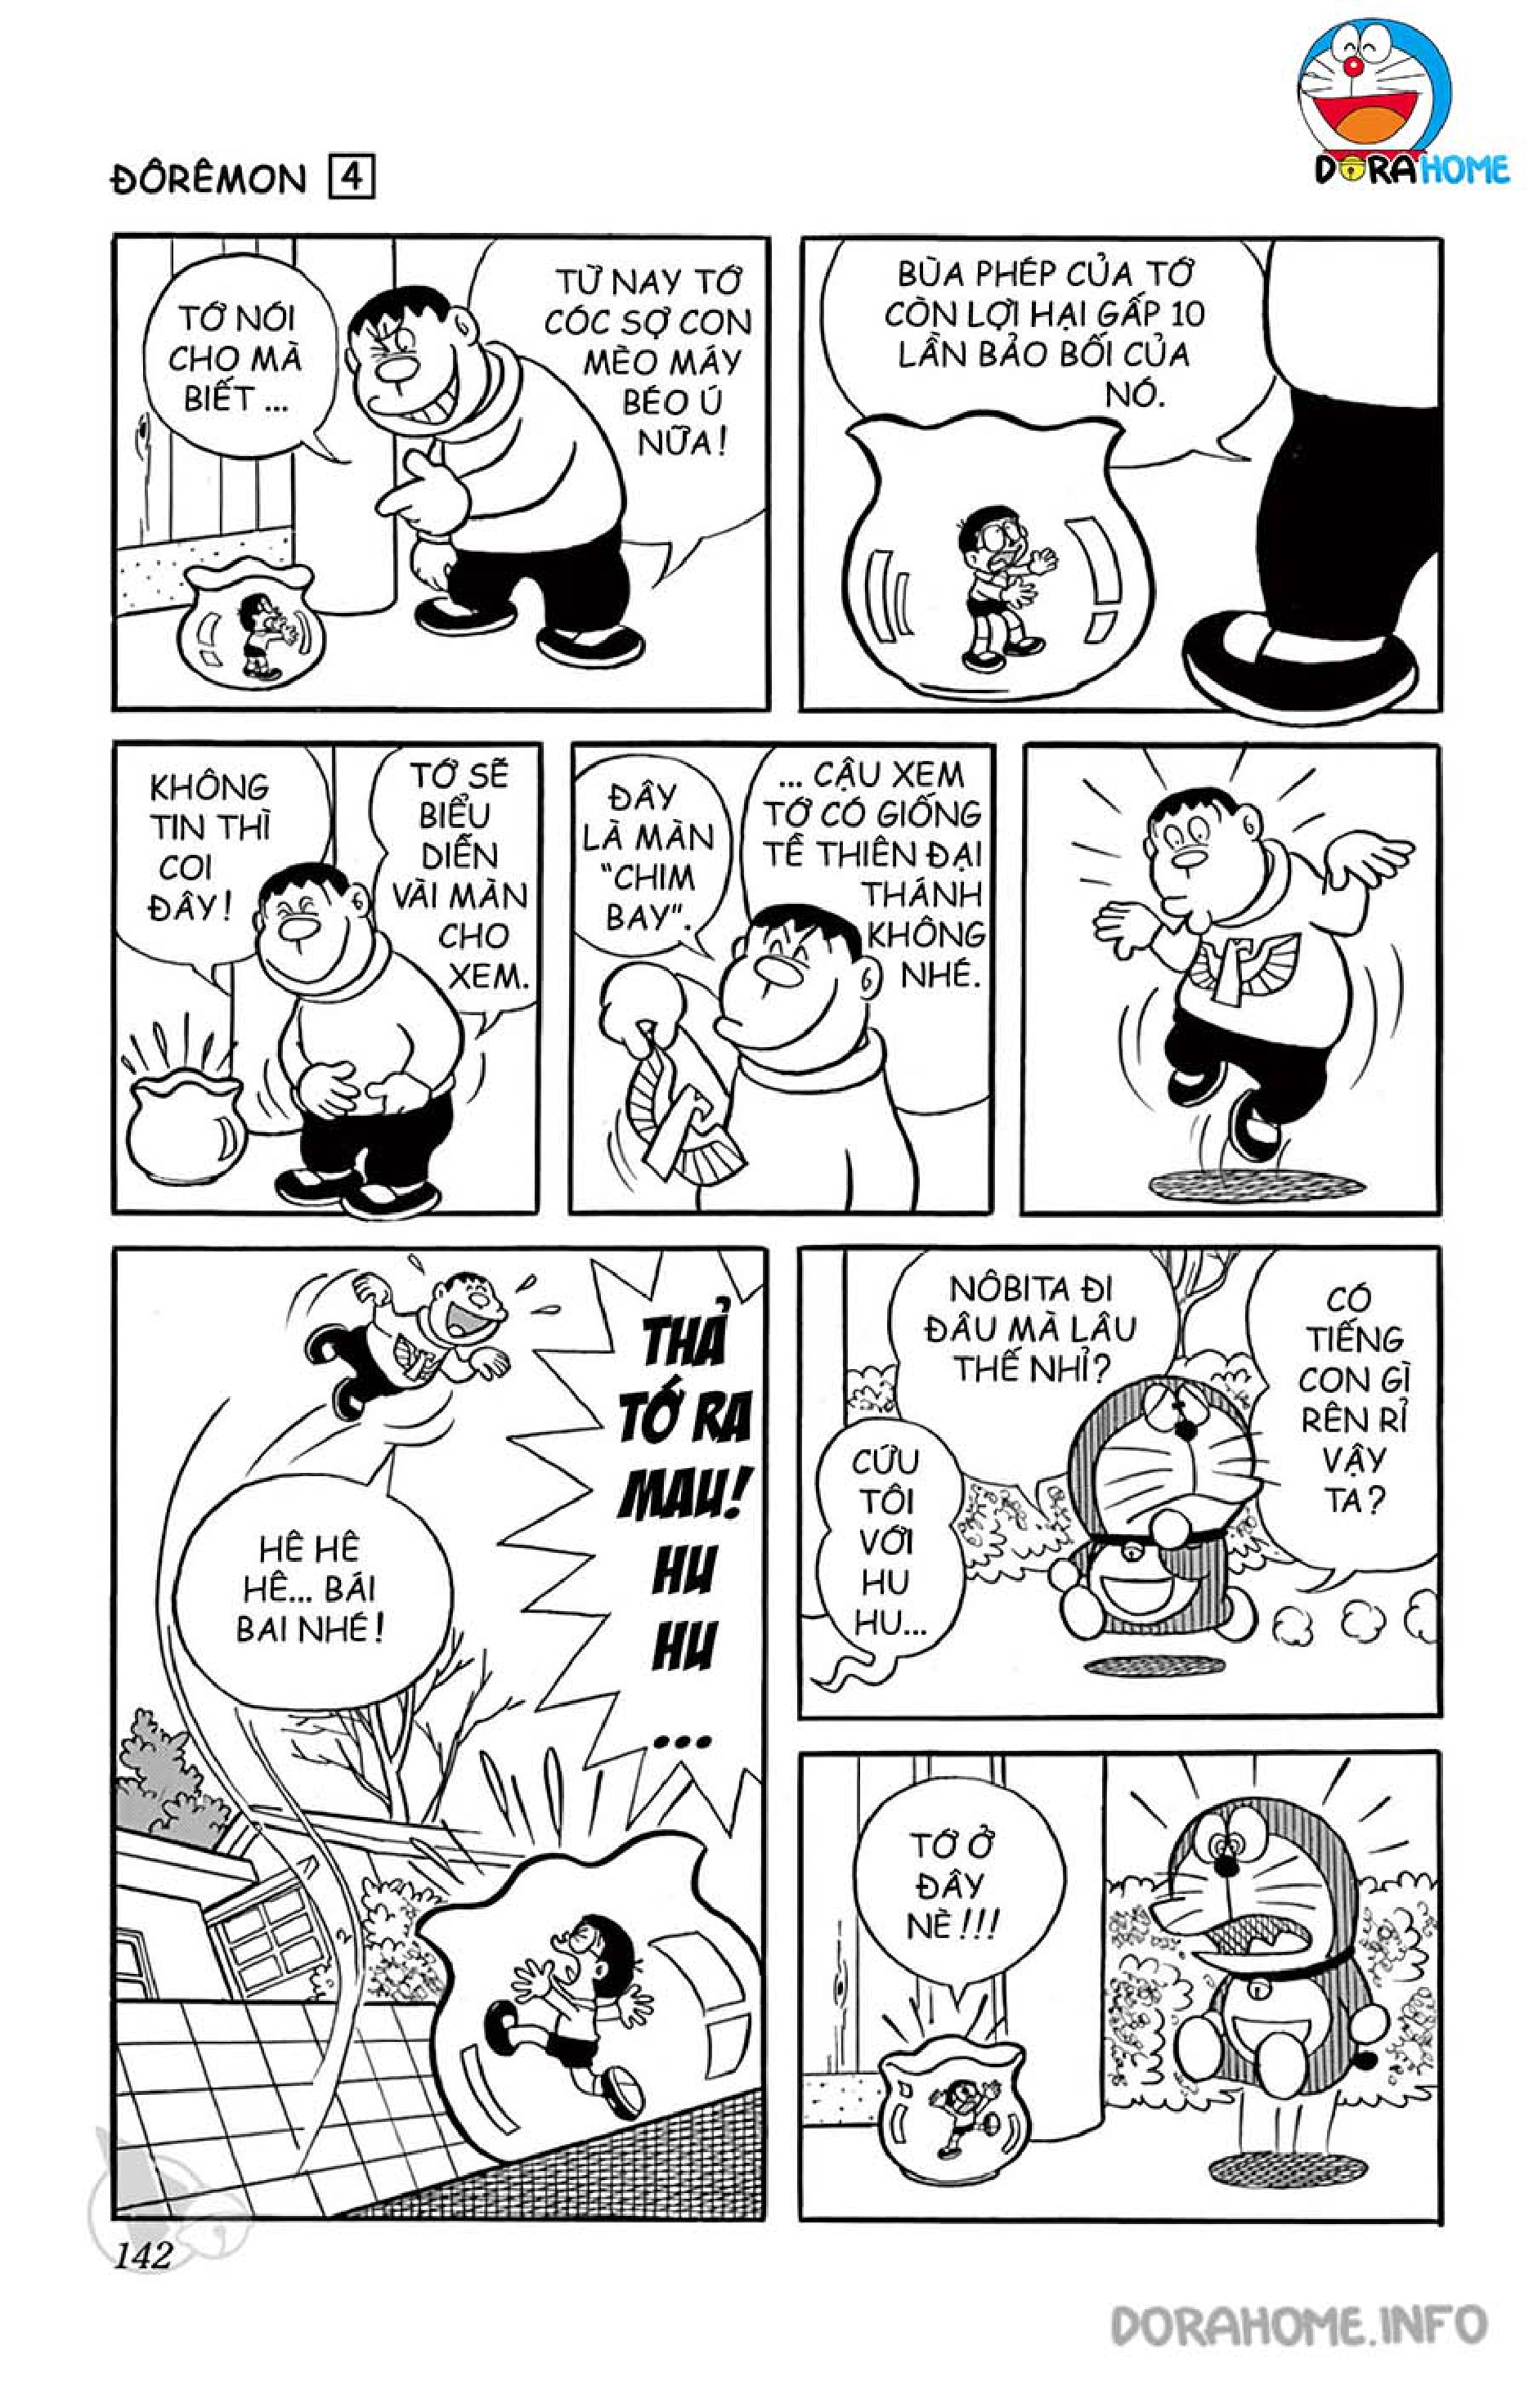 DORAHOME
ĐÔRÊMON 4
TỚ NÓI
CHO MÀ
BIẾT ...
TỪ NAY TỚ
CÓC SỢ CON
MÈO MÁY
BÉO Ú
NỮA!
BÙA PHÉP CỦA TỚ
CÒN LỢI HẠI GẤP 10
LẦN BẢO BỐI CỦA
NÓ.
KHÔNG
TIN THÌ
COI
ĐÂY!
TỚ SẼ
BIỂU
DIỄN
VÀI MÀN
CHO
XEM.
ĐÂY
LÀ MÀN
“CHIM
BAY”.
... CẬU XEM
TỚ CÓ GIỐNG
TỀ THIÊN ĐẠI
THÁNH
KHÔNG
NHÉ.
THẢ
TỚ RA
MAU!
HU
HU
...
HÊ HÊ
HÊ... BÁI
BAI NHÉ!
NÔBITA ĐI
ĐÂU MÀ LÂU
THẾ NHỈ?
CÓ
TIẾNG
CON GÌ
RÊN RỈ
VẬY
TA?
CỨU
TÔI
VỚI
HU
HU...
TỚ Ở
ĐÂY
NÈ!!!
142
DORAHOME.INFO